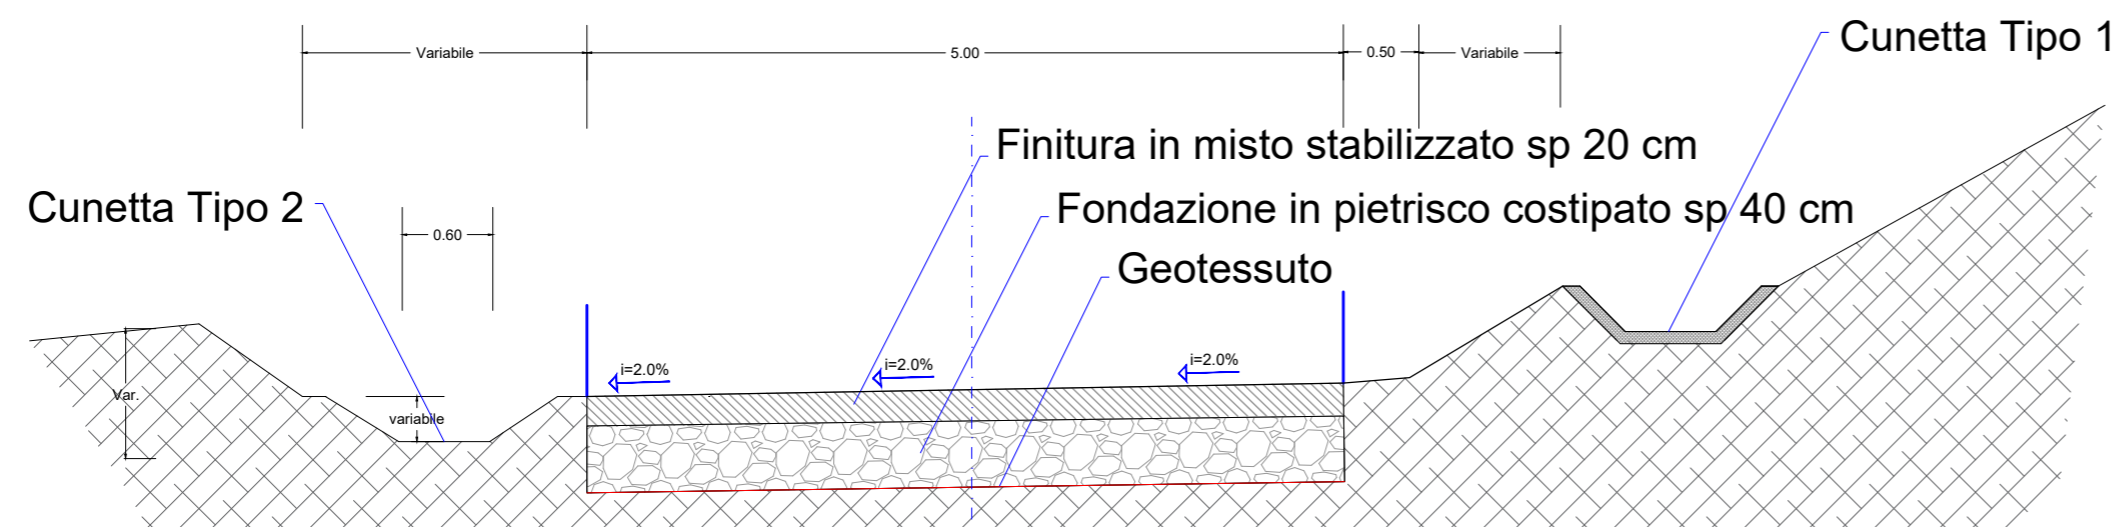 Cunetta Tipo 1
Variabile
5.00
0.50
Variabile
Finitura in misto stabilizzato sp 20 cm
Cunetta Tipo 2
Fondazione in pietrisco costipato sp 40 cm
0.60
Geotessuto
i=2.0%
i=2.0%
i=2.0%
Var.
variabile